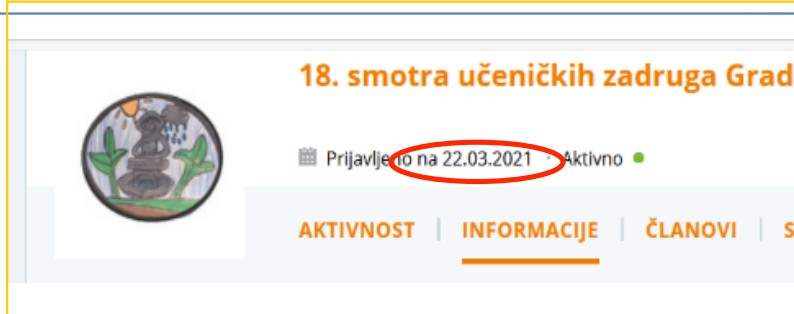 18. smotra učeničkih zadruga Grad
Prijavljeno na 22.03.2021 · Aktivno
AKTIVNOST | INFORMACIJE | ČLANOVI | S